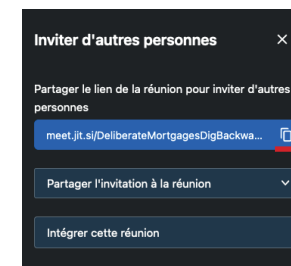 Inviter d'autres personnes
Partager le lien de la réunion pour inviter d'autres
personnes
meet.jit.si/DeliberateMortgagesDigBackwa...
Partager l'invitation à la réunion
Intégrer cette réunion